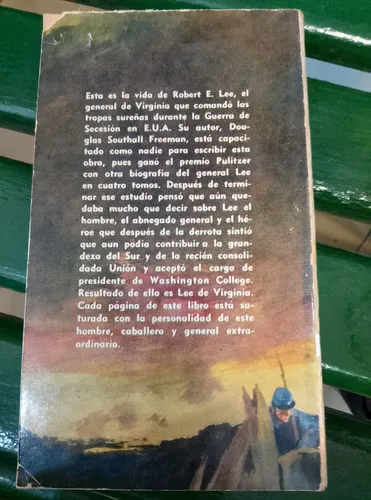 Esta es la vida de Robert E. Lee, el
general de Virginia que comandó las
tropas sureñas durante la Guerra de
Secesión en E.U.A. Su autor, Dou-
glas Southall Freeman, está capaci-
tado como nadie para escribir esta
obra, pues ganó el premio Pulitzer
con otra biografía del general Lee
en cuatro tomos. Después de termi-
nar ese estudio pensó que aún que-
daba mucho que decir sobre Lee el
hombre, el abnegado general y el hé-
roe que después de la derrota sintió
que aun podía contribuir a la gran-
deza del Sur y de la recién conso-
lidada Unión y aceptó el cargo de
presidente de Washington College.
Resultado de ello es Lee de Virginia.
Cada página de este libro está sa-
turada con la personalidad de este
hombre, caballero y general extra-
ordinario.